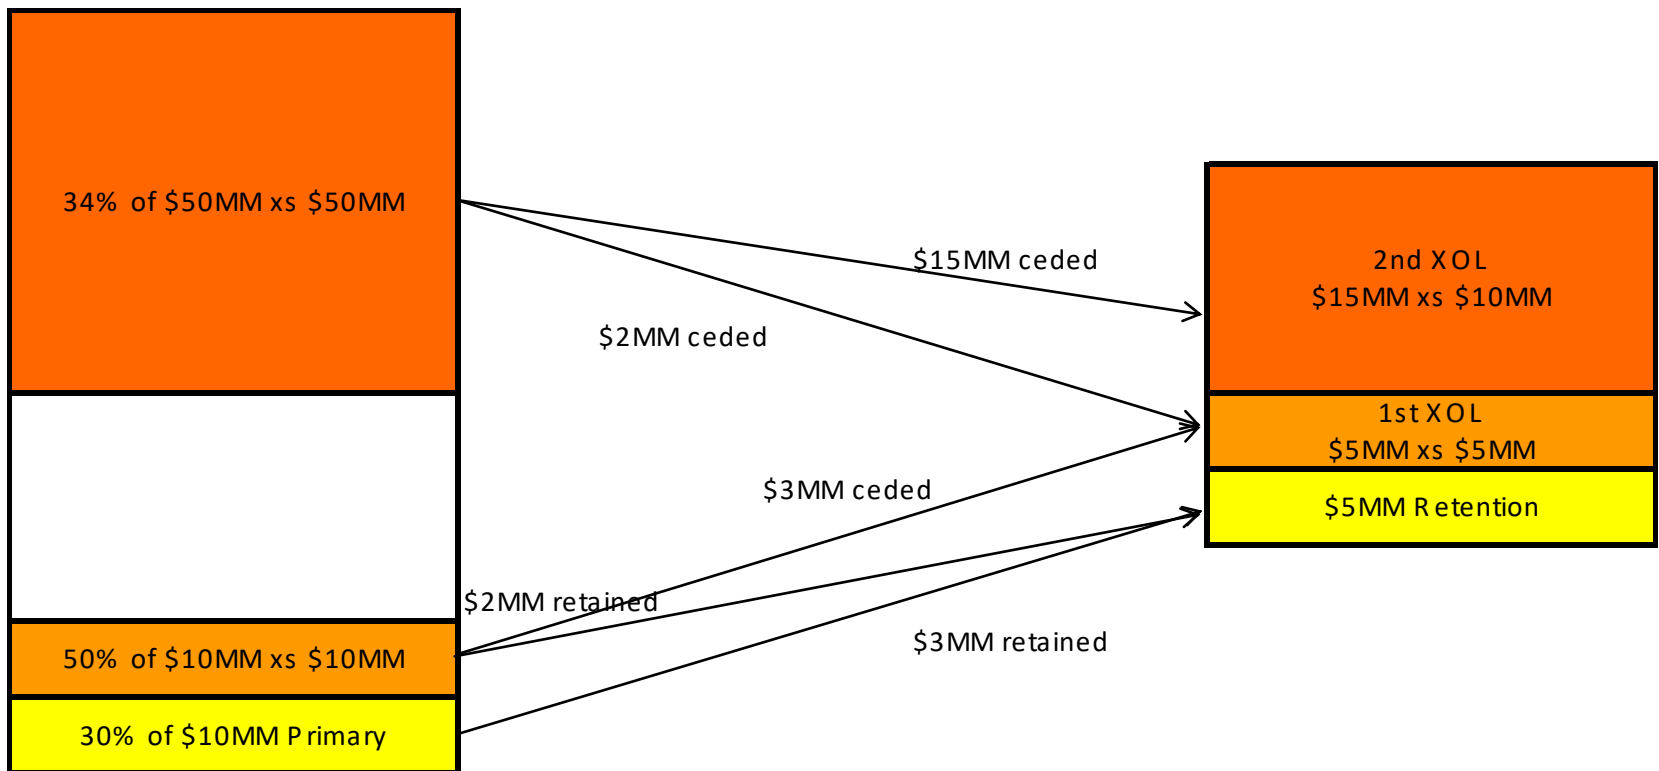 34% of $50MM xs $50MM
$15MM ceded
2nd XOL
$15MM xs $10MM
$2MM ceded
1st XOL
$5MM xs $5MM
$3MM ceded
$5MM Retention
$2MM retained
$3MM retained
50% of $10MM xs $10MM
30% of $10MM Primary